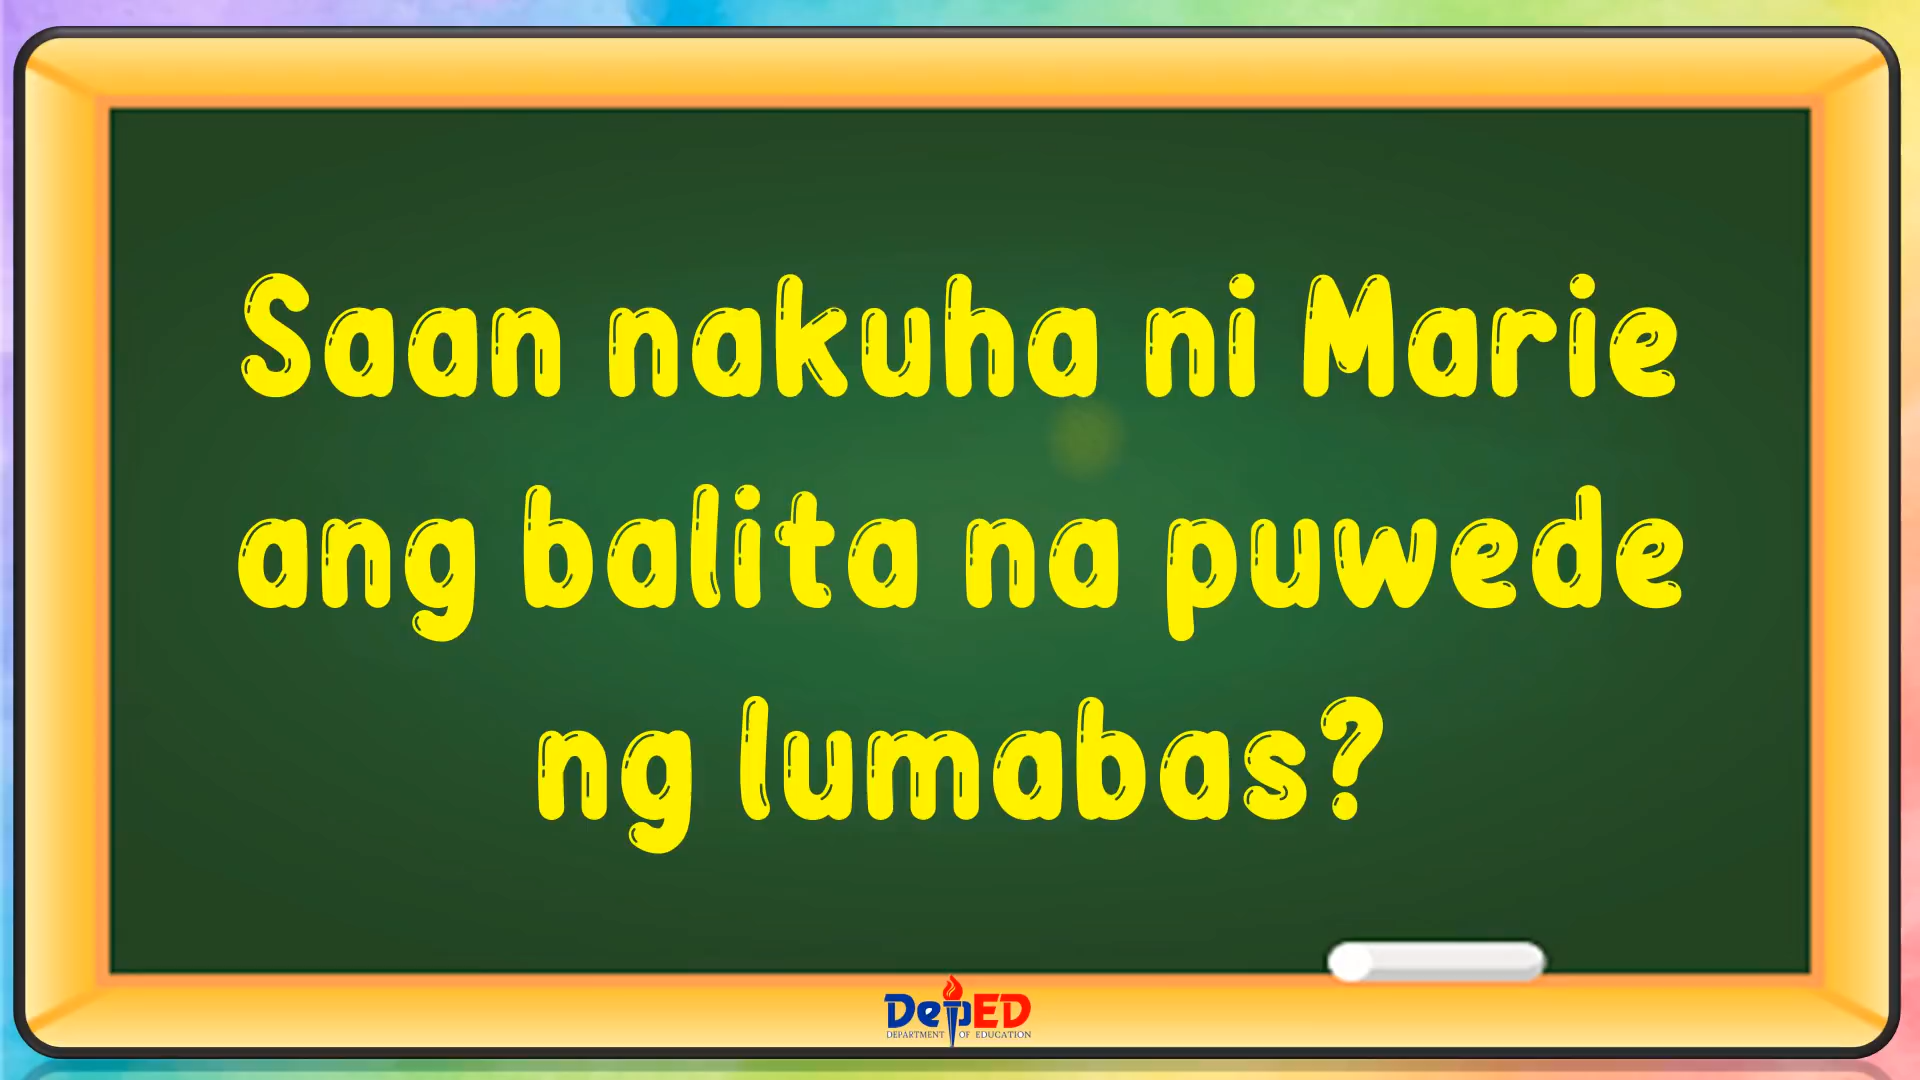 Saan nakuha ni Marie
ang balita na puwede
ng lumabas?
DepED
DEPARTMENT OF EDUCATION